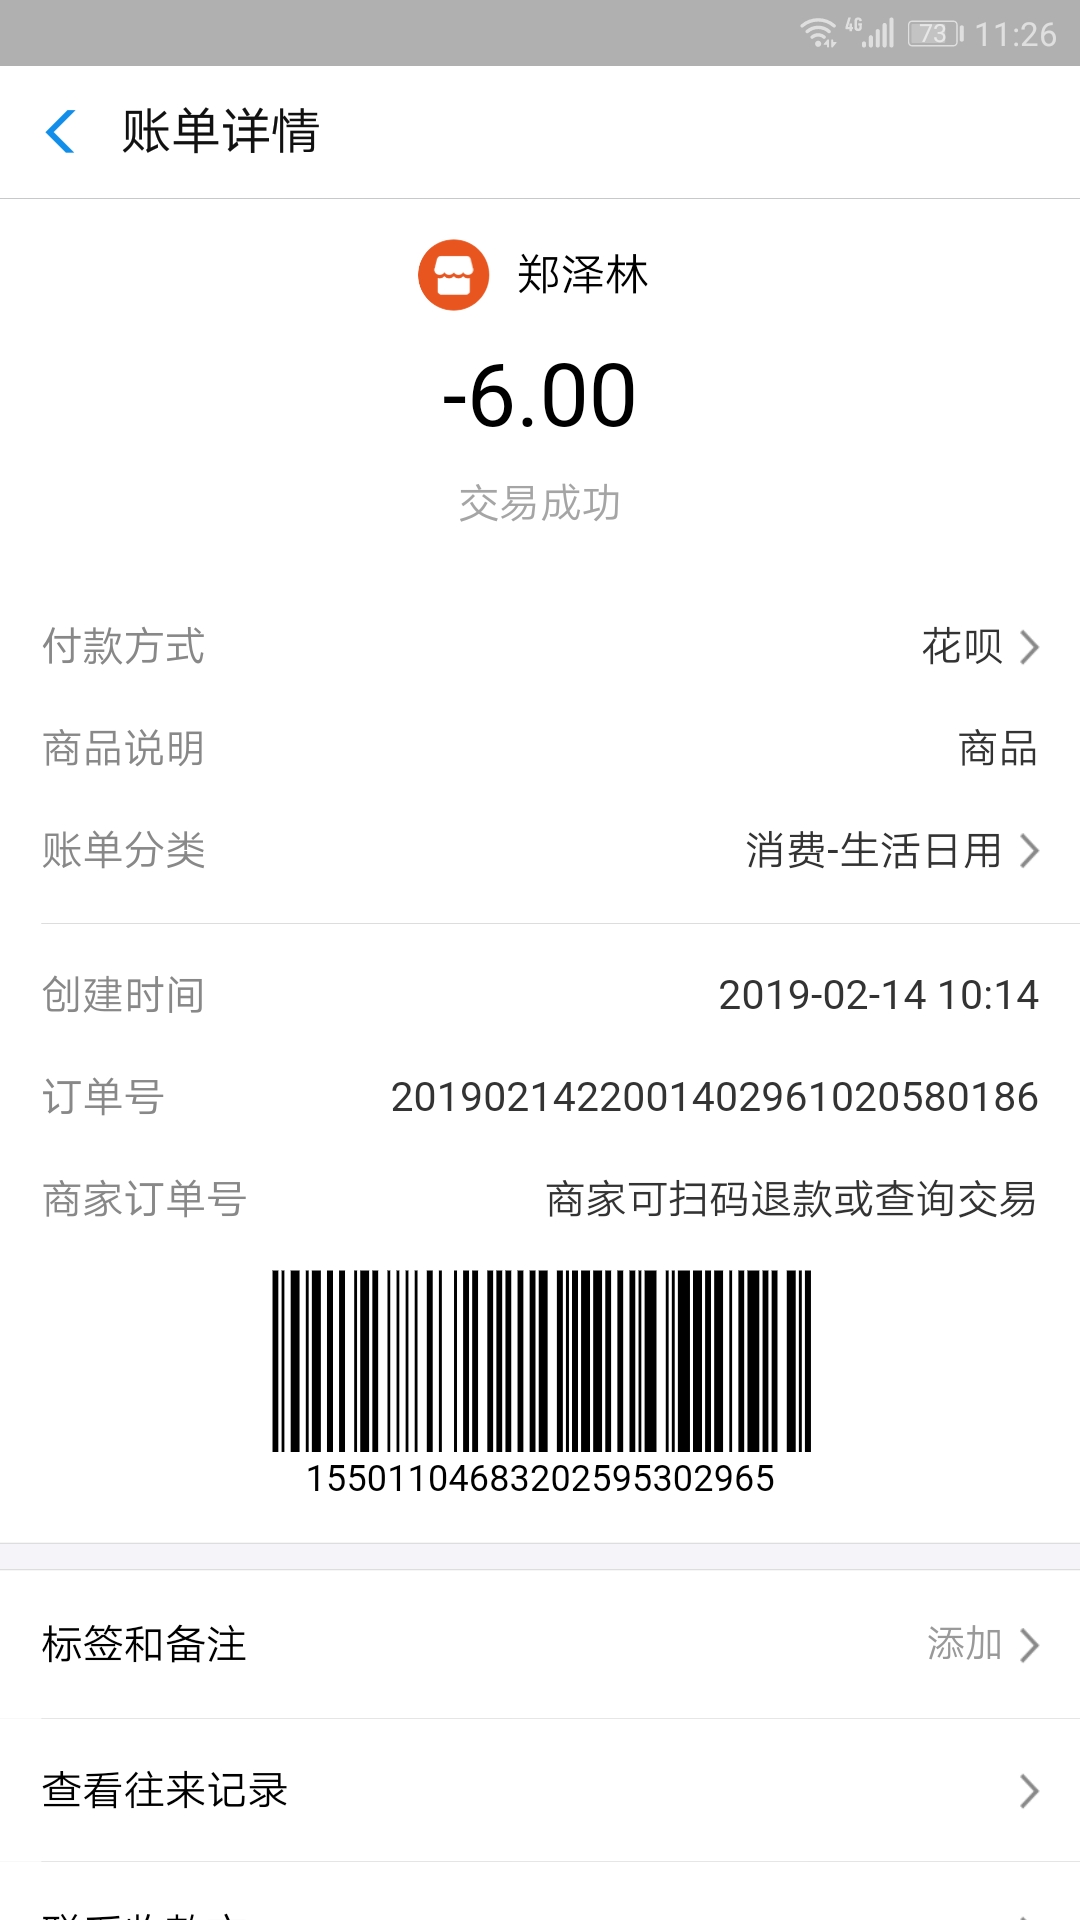 4G 73 11:26
账单详情
郑泽林
-6.00
交易成功
付款方式 花呗
商品说明 商品
账单分类 消费-生活日用
创建时间 2019-02-14 10:14
订单号 2019021422001402961020580186
商家订单号 商家可扫码退款或查询交易
15501104683202595302965
标签和备注 添加
查看往来记录